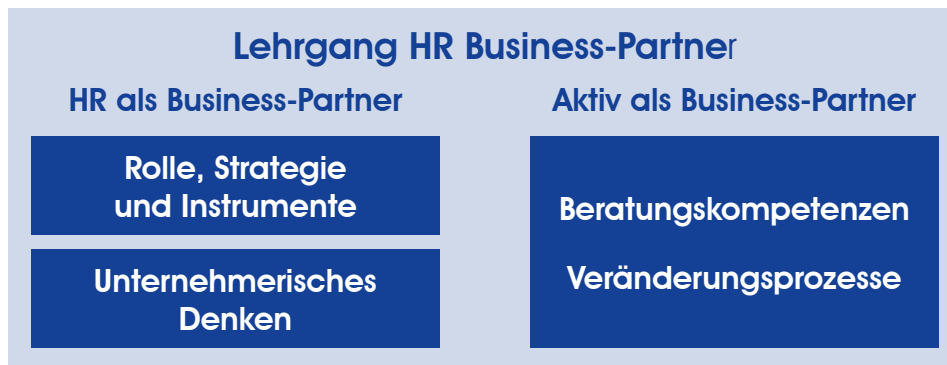 Lehrgang HR Business-Partner
HR als Business-Partner
Rolle, Strategie
und Instrumente
Unternehmerisches
Denken
Aktiv als Business-Partner
Beratungskompetenzen
Veränderungsprozesse